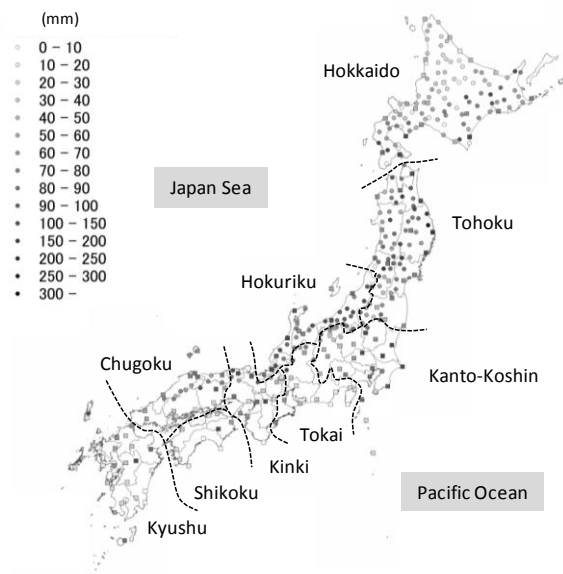 (mm)
0 – 10
10 – 20
20 – 30
30 – 40
40 – 50
50 – 60
60 – 70
70 – 80
80 – 90
90 – 100
100 – 150
150 – 200
200 – 250
250 – 300
300 –
Hokkaido
Japan Sea
Tohoku
Hokuriku
Chugoku
Kanto-Koshin
Tokai
Kinki
Shikoku
Pacific Ocean
Kyushu